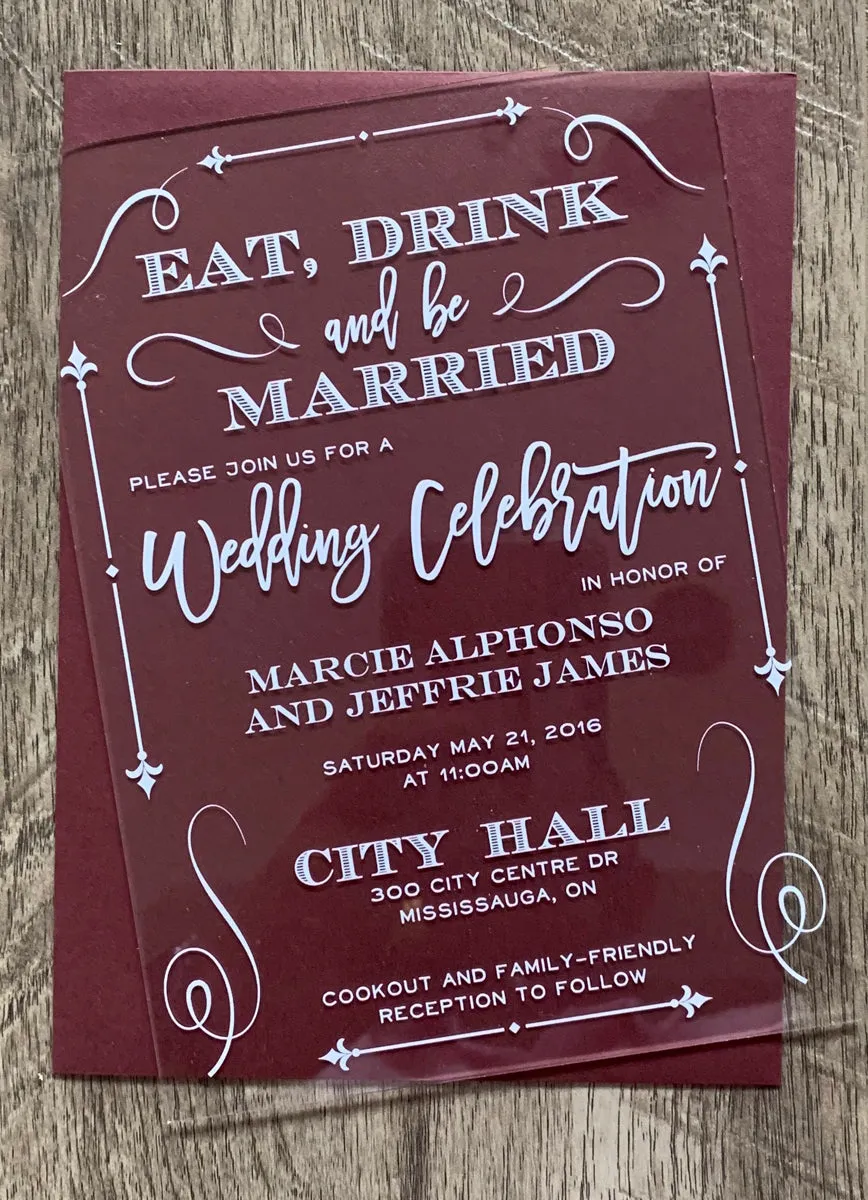 EAT, DRINK
and be
MARRIED
PLEASE JOIN US FOR A
Wedding Celebration
IN HONOR OF
MARCIE ALPHONSO
AND JEFFRIE JAMES
SATURDAY MAY 21, 2016
AT 11:00AM
CITY HALL
300 CITY CENTRE DR
MISSISSAUGA, ON
COOKOUT AND FAMILY-FRIENDLY
RECEPTION TO FOLLOW